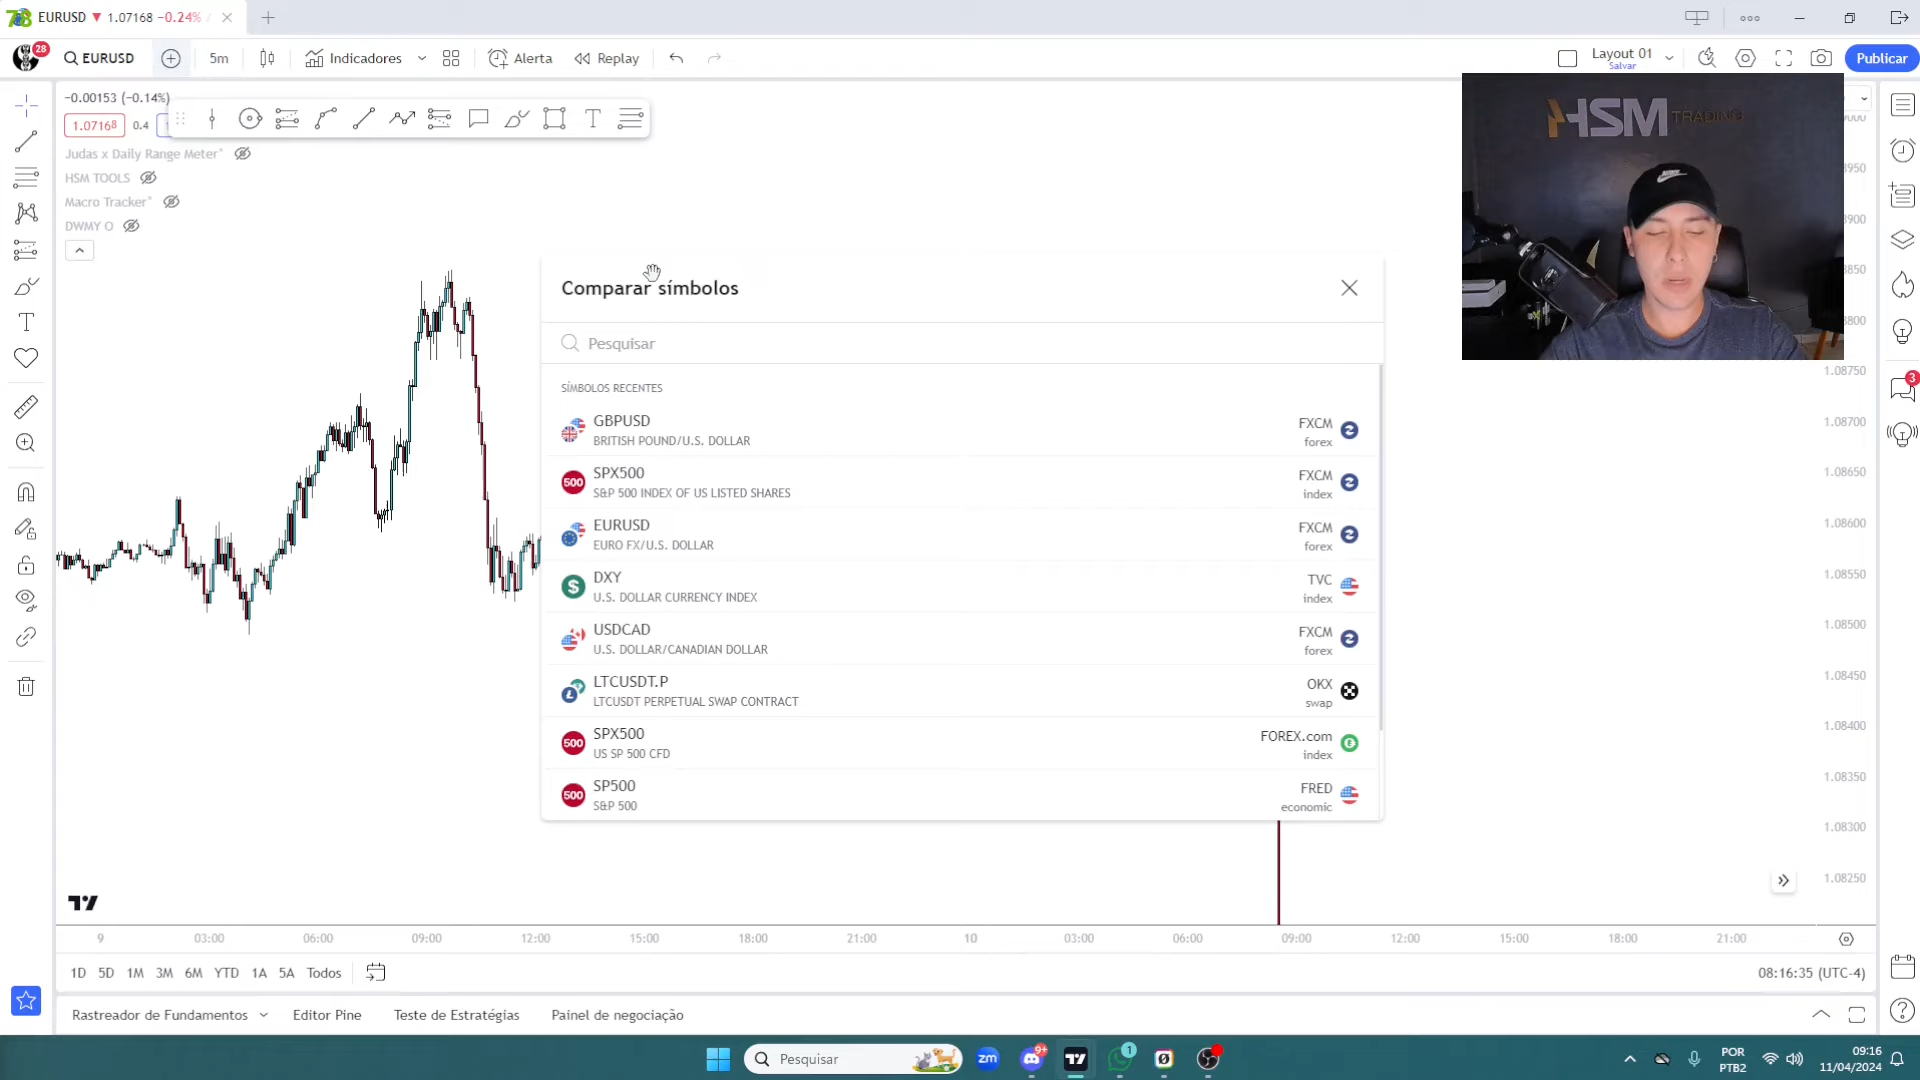 EURUSD ▼ 1.07168 −0.24% /
28
EURUSD
5m
Indicadores
Alerta
Replay
Layout 01
Salvar
Publicar
−0.00153 (−0.14%)
1.07168
0.4
Judas x Daily Range Meter*
HSM TOOLS
Macro Tracker*
DWMY O
HSM TRADING
Comparar símbolos
Pesquisar
SÍMBOLOS RECENTES
GBPUSD
BRITISH POUND/U.S. DOLLAR
FXCM
forex
500
SPX500
S&P 500 INDEX OF US LISTED SHARES
FXCM
index
EURUSD
EURO FX/U.S. DOLLAR
FXCM
forex
DXY
U.S. DOLLAR CURRENCY INDEX
TVC
index
USDCAD
U.S. DOLLAR/CANADIAN DOLLAR
FXCM
forex
LTCUSDT.P
LTCUSDT PERPETUAL SWAP CONTRACT
OKX
swap
500
SPX500
US SP 500 CFD
FOREX.com
index
500
SP500
S&P 500
FRED
economic
1.08750
1.08700
1.08650
1.08600
1.08550
1.08500
1.08450
1.08400
1.08350
1.08300
1.08250
3
9 03:00 06:00 09:00 12:00 15:00 18:00 21:00 10 03:00 06:00 09:00 12:00 15:00 18:00 21:00
1D 5D 1M 3M 6M YTD 1A 5A Todos
08:16:35 (UTC-4)
Rastreador de Fundamentos
Editor Pine
Teste de Estratégias
Painel de negociação
Pesquisar
zm
9+
1
POR
PTB2
09:16
11/04/2024